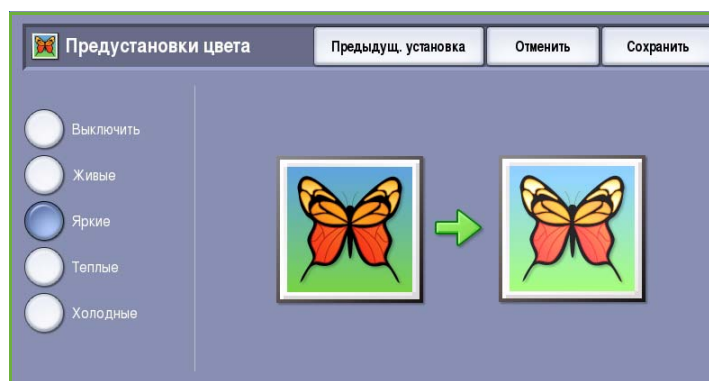 Предустановки цвета
Предыдущ. установка
Отменить
Сохранить
Выключить
Живые
Яркие
Теплые
Холодные